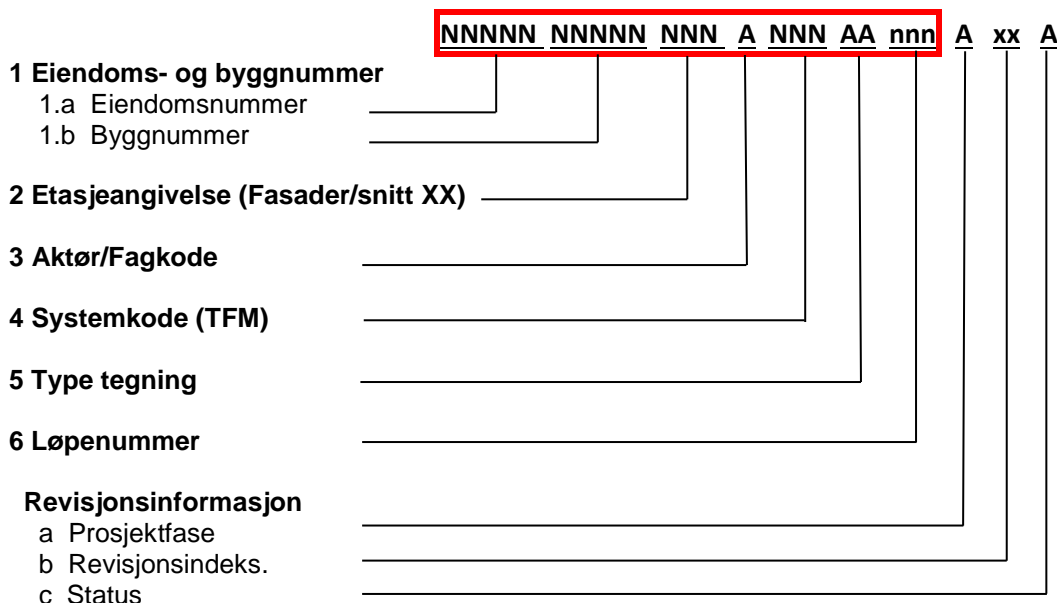 NNNNN NNNNN NNN A NNN AA nnn A xx A
1 Eiendoms- og byggnummer
1.a Eiendomsnummer
1.b Byggnummer
2 Etasjeangivelse (Fasader/snitt XX)
3 Aktør/Fagkode
4 Systemkode (TFM)
5 Type tegning
6 Løpenummer
Revisjonsinformasjon
a Prosjektfase
b Revisjonsindeks.
c Status